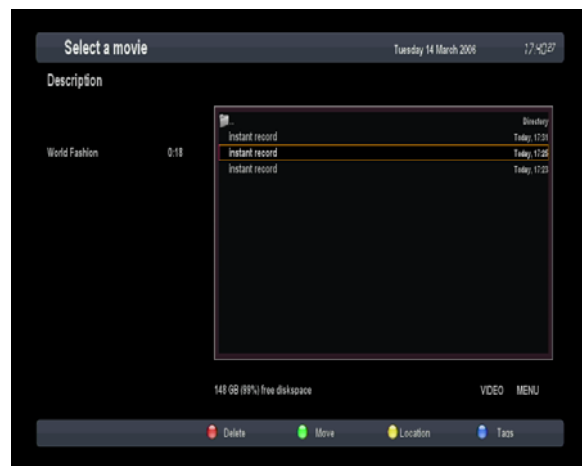 Select a movie Tuesday 14 March 2006 17:40:27
Description
.. Directory
Instant record Today, 17:31
World Fashion 0:18 Instant record Today, 17:25
Instant record Today, 17:23
148 GB (99%) free diskspace VIDEO MENU
Delete Move Location Tags